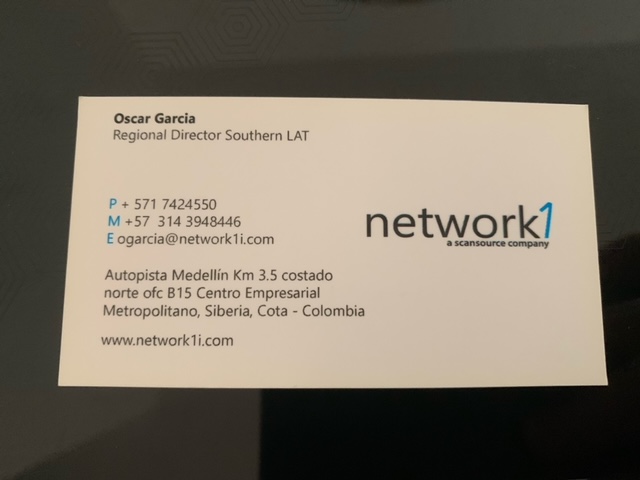 Oscar Garcia
Regional Director Southern LAT
P + 571 7424550
M +57 314 3948446
E ogarcia@network1i.com
network1
a scansource company
Autopista Medellín Km 3.5 costado
norte ofc B15 Centro Empresarial
Metropolitano, Siberia, Cota - Colombia
www.network1i.com